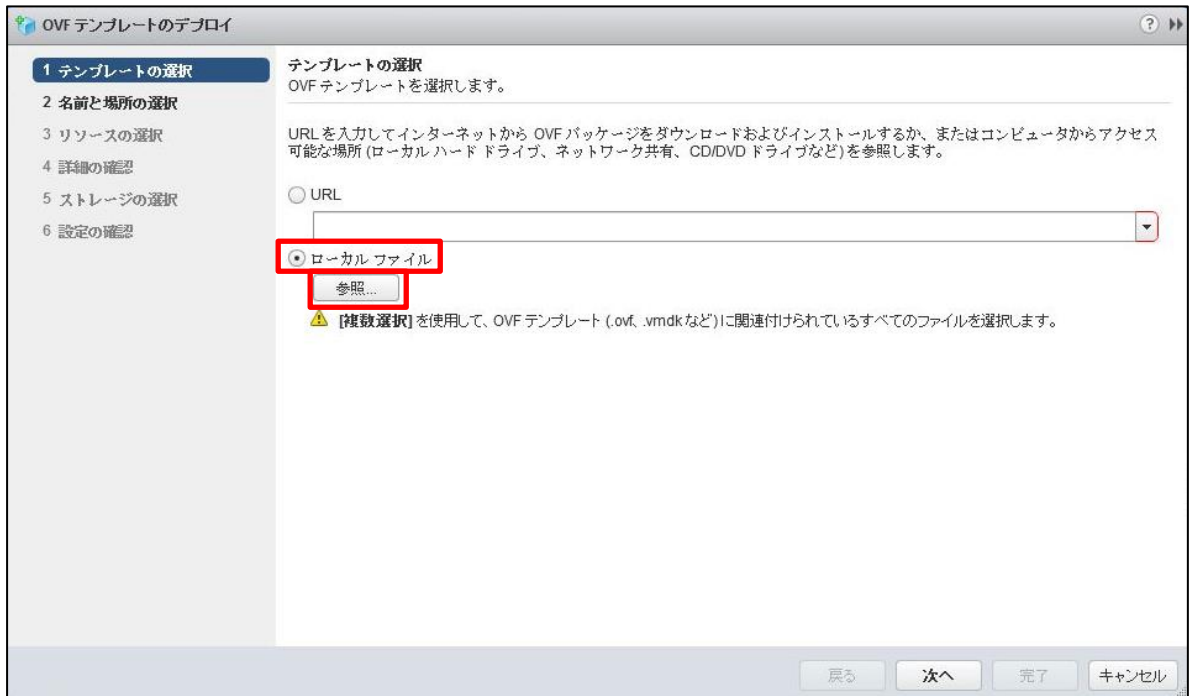 OVF テンプレートのデプロイ
1 テンプレートの選択
2 名前と場所の選択
3 リソースの選択
4 詳細の確認
5 ストレージの選択
6 設定の確認
テンプレートの選択
OVF テンプレートを選択します。
URL を入力してインターネットから OVF パッケージをダウンロードおよびインストールするか、またはコンピュータからアクセス
可能な場所 (ローカル ハード ドライブ、ネットワーク共有、CD/DVD ドライブなど) を参照します。
URL
ローカル ファイル
参照...
[複数選択] を使用して、OVF テンプレート (.ovf、.vmdk など) に関連付けられているすべてのファイルを選択します。
戻る
次へ
完了
キャンセル